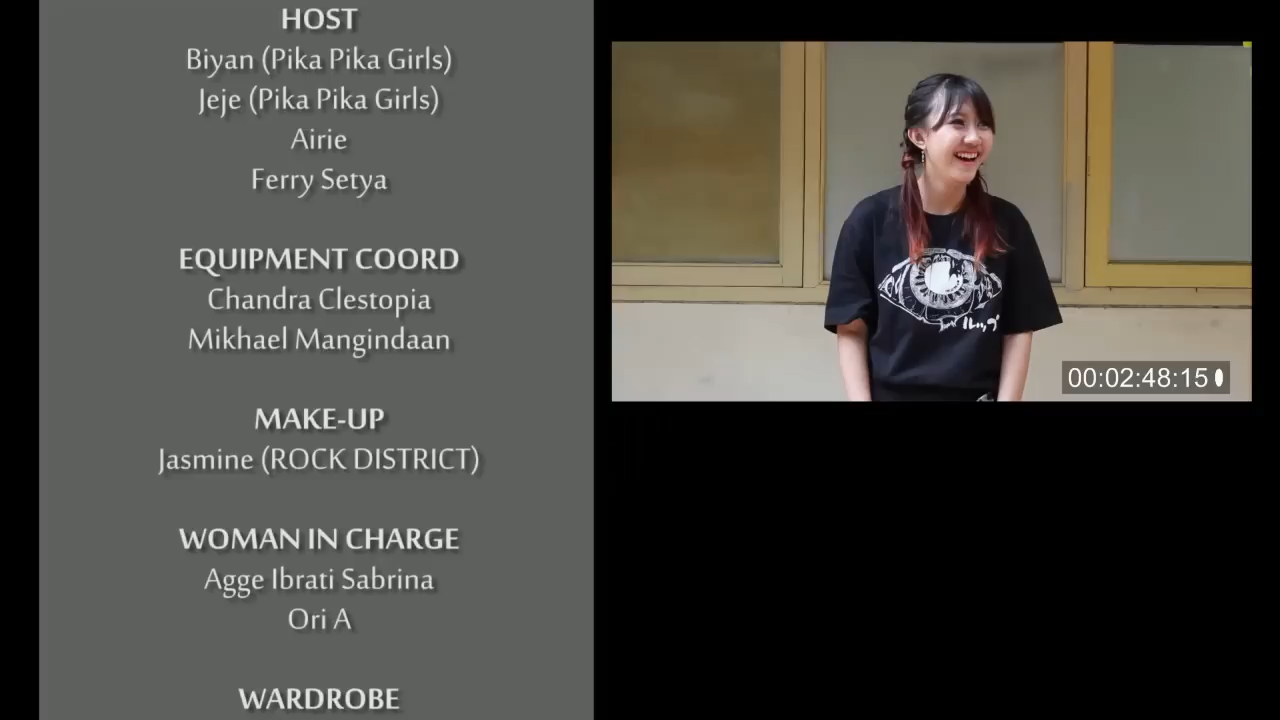 HOST
Biyan (Pika Pika Girls)
Jeje (Pika Pika Girls)
Airie
Ferry Setya
EQUIPMENT COORD
Chandra Clestopia
Mikhael Mangindaan
MAKE-UP
Jasmine (ROCK DISTRICT)
WOMAN IN CHARGE
Agge Ibrati Sabrina
Ori A
WARDROBE
00:02:48:15